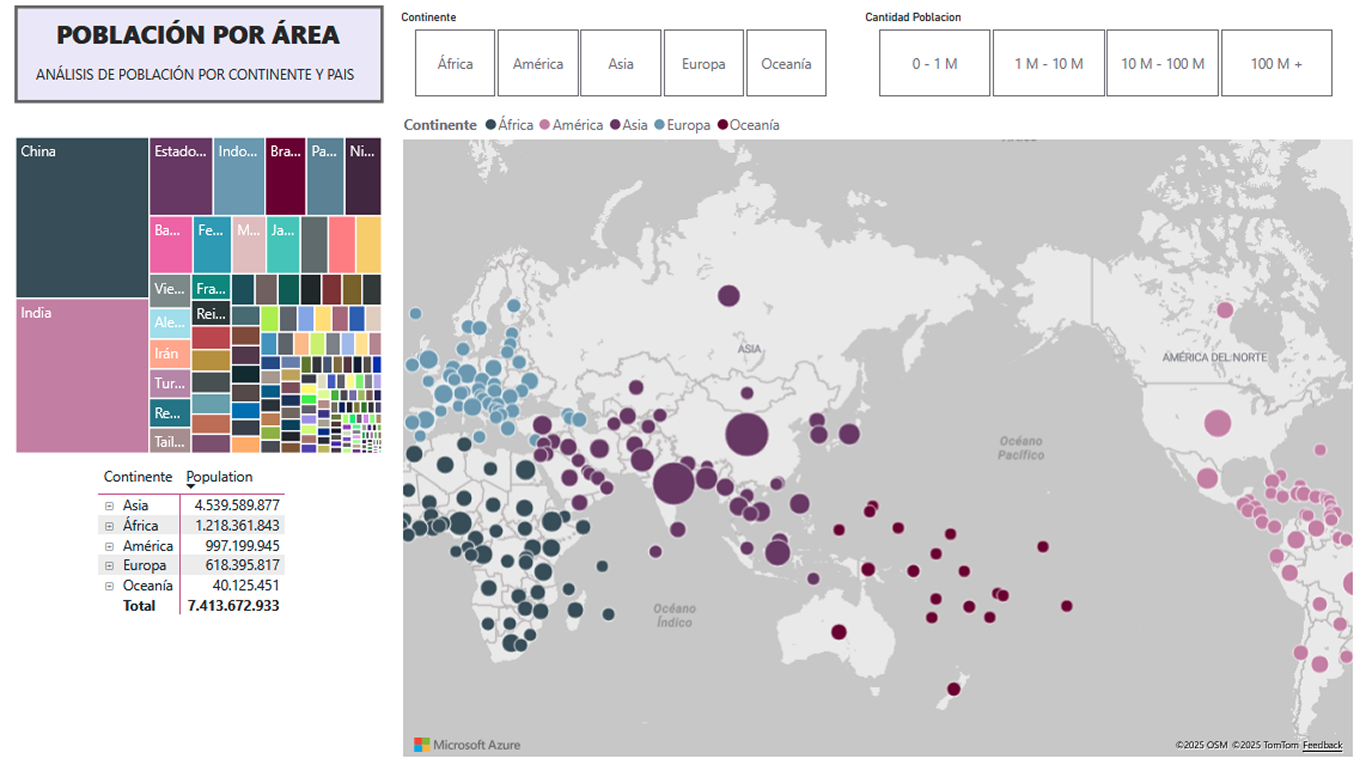 POBLACIÓN POR ÁREA
ANÁLISIS DE POBLACIÓN POR CONTINENTE Y PAIS
Continente
África
América
Asia
Europa
Oceanía
Cantidad Poblacion
0 - 1 M
1 M - 10 M
10 M - 100 M
100 M +
Continente África América Asia Europa Oceanía
China
Estado...
Indo...
Bra...
Pa...
Ni...
Ba...
Fe...
M...
Ja...
India
Vie...
Fra...
Ale...
Rei...
Irán
Tur...
Re...
Tail...
Continente Population
Asia 4.539.589.877
África 1.218.361.843
América 997.199.945
Europa 618.395.817
Oceanía 40.125.451
Total 7.413.672.933
ASIA
AMÉRICA DEL NORTE
Océano
Pacífico
Océano
Índico
Microsoft Azure
©2025 OSM ©2025 TomTom Feedback